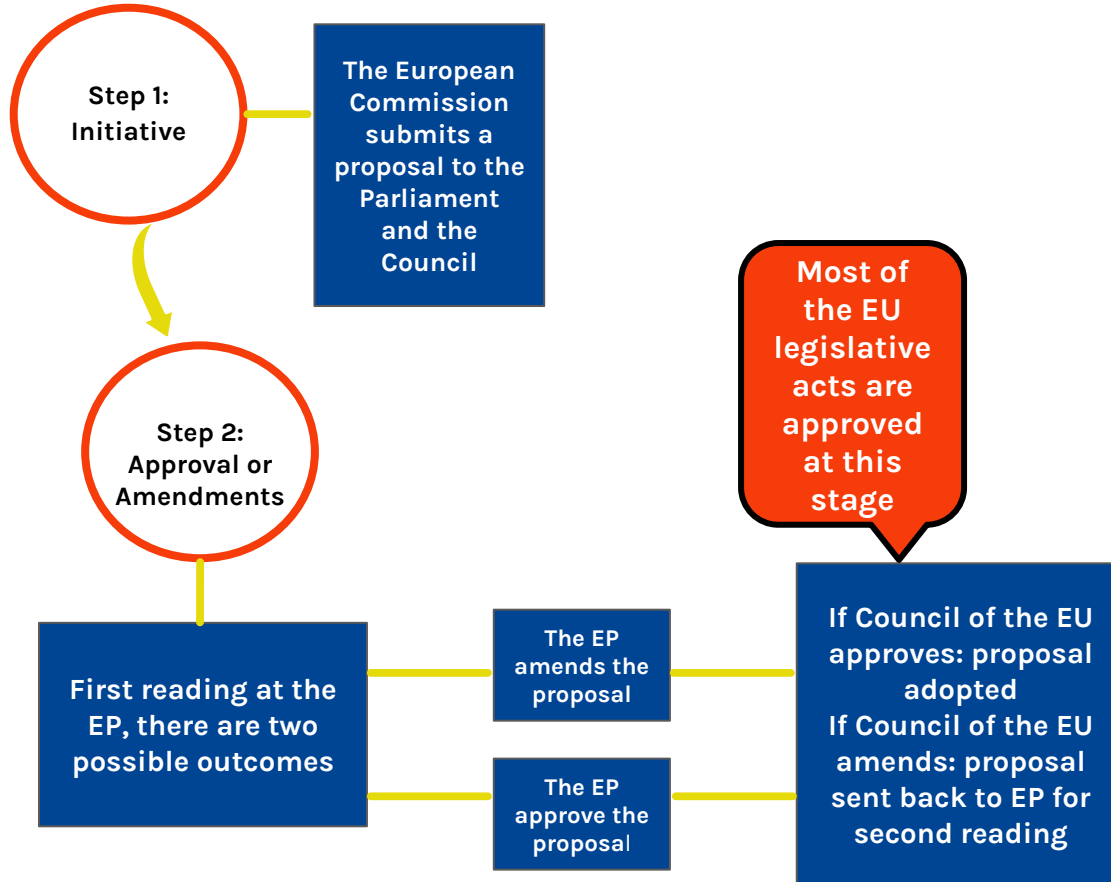 Step 1:
Initiative
The European
Commission
submits a
proposal to the
Parliament
and the
Council
Step 2:
Approval or
Amendments
Most of
the EU
legislative
acts are
approved
at this
stage
First reading at the
EP, there are two
possible outcomes
The EP
amends the
proposal
The EP
approve the
proposal
If Council of the EU
approves: proposal
adopted
If Council of the EU
amends: proposal
sent back to EP for
second reading